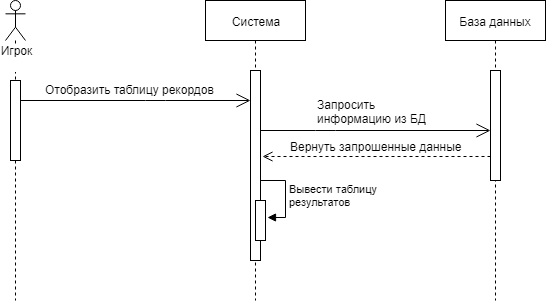 Игрок
Система
База данных
Отобразить таблицу рекордов
Запросить
информацию из БД
Вернуть запрошенные данные
Вывести таблицу
результатов